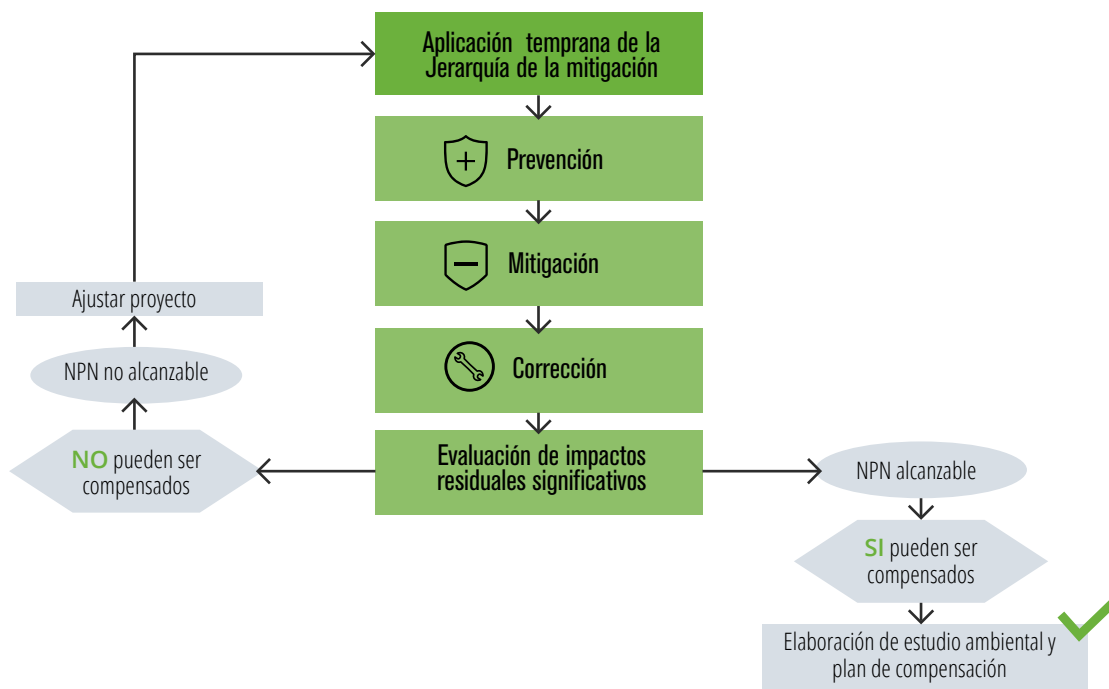 Aplicación temprana de la
Jerarquía de la mitigación
Prevención
Mitigación
Corrección
Evaluación de impactos
residuales significativos
Ajustar proyecto
NPN no alcanzable
NO pueden ser
compensados
NPN alcanzable
SI pueden ser
compensados
Elaboración de estudio ambiental y
plan de compensación